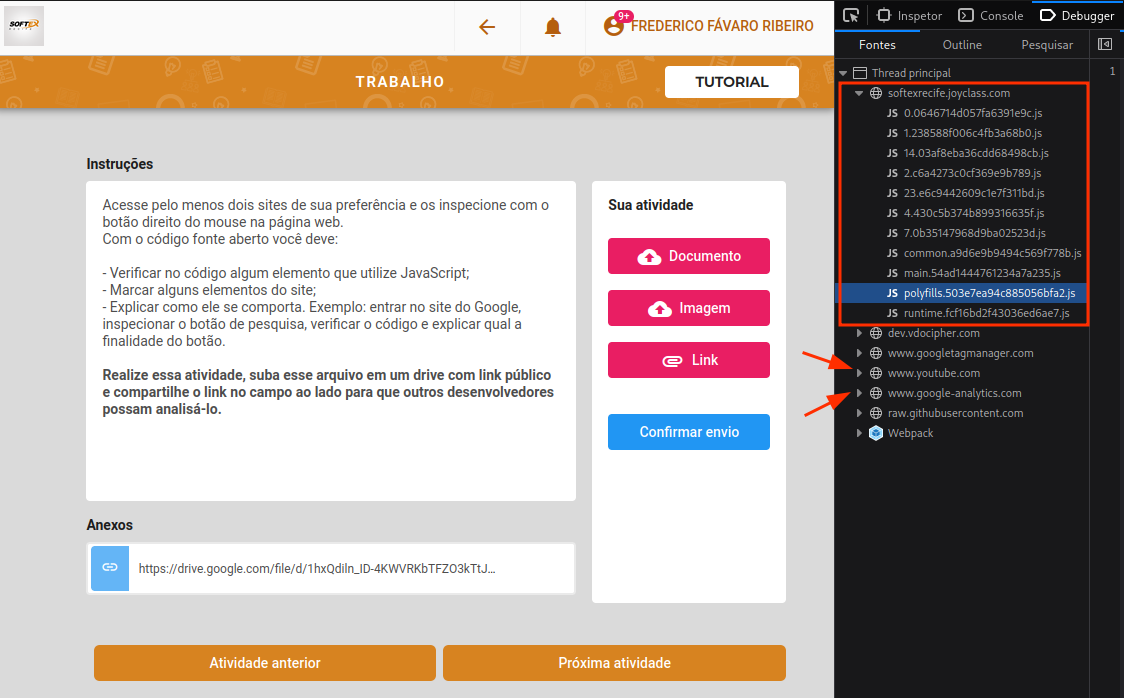 SOFTEX
RECIFE
9+
FREDERICO FÁVARO RIBEIRO
TRABALHO
TUTORIAL
Instruções
Acesse pelo menos dois sites de sua preferência e os inspecione com o
botão direito do mouse na página web.
Com o código fonte aberto você deve:
- Verificar no código algum elemento que utilize JavaScript;
- Marcar alguns elementos do site;
- Explicar como ele se comporta. Exemplo: entrar no site do Google,
inspecionar o botão de pesquisa, verificar o código e explicar qual a
finalidade do botão.
Realize essa atividade, suba esse arquivo em um drive com link público
e compartilhe o link no campo ao lado para que outros desenvolvedores
possam analisá-lo.
Sua atividade
Documento
Imagem
Link
Confirmar envio
Anexos
https://drive.google.com/file/d/1hxQdiln_ID-4KWVRKbTFZO3kTtJ...
Atividade anterior
Próxima atividade
Inspetor
Console
Debugger
Fontes
Outline
Pesquisar
1
Thread principal
softexrecife.joyclass.com
JS 0.0646714d057fa6391e9c.js
JS 1.238588f006c4fb3a68b0.js
JS 14.03af8eba36cdd68498cb.js
JS 2.c6a4273c0cf369e9b789.js
JS 23.e6c9442609c1e7f311bd.js
JS 4.430c5b374b899316635f.js
JS 7.0b35147968d9ba02523d.js
JS common.a9d6e9b9494c569f778b.js
JS main.54ad1444761234a7a235.js
JS polyfills.503e7ea94c885056bfa2.js
JS runtime.fcf16bd2f43036ed6ae7.js
dev.vdocipher.com
www.googletagmanager.com
www.youtube.com
www.google-analytics.com
raw.githubusercontent.com
Webpack